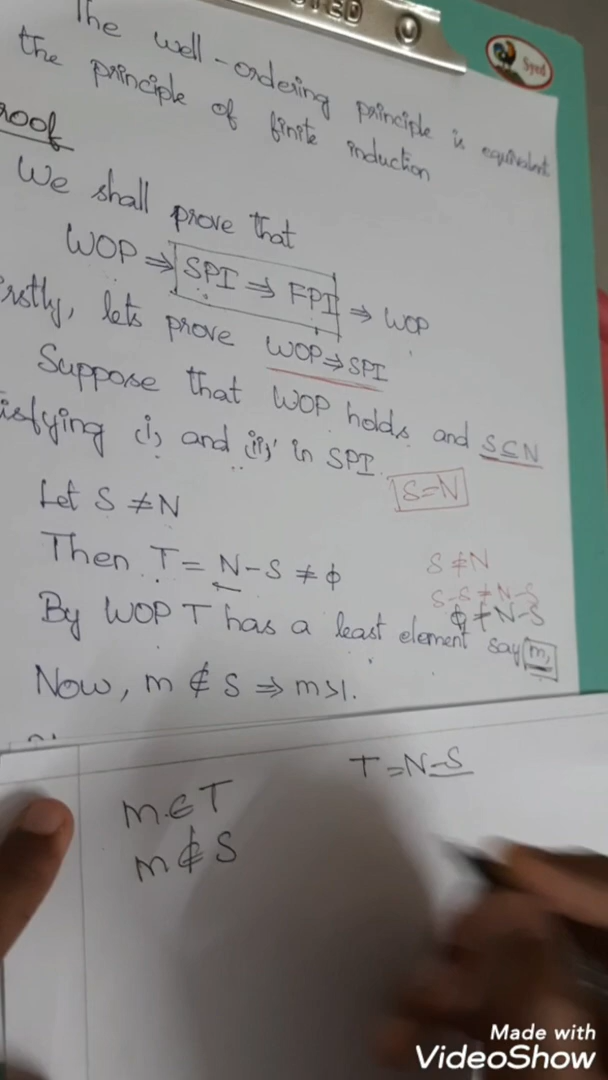 The well-ordering principle is equivalent
the principle of finite induction
roof
We shall prove that
WOP ⇒ SPI ⇒ FPI ⇒ WOP
rstly, lets prove WOP ⇒ SPI
Suppose that WOP holds and S⊆N
isfying (i) and (ii)' in SPI.
S=N
Let S ≠ N
Then T = N-S ≠ ϕ
S ≠ N
S-S ≠ N-S
ϕ ≠ N-S
By WOP T has a least element say m,
Now, m ∉ S ⇒ m>1.
T=N-S
m∈T
m ∉ S
Syed
Made with
VideoShow